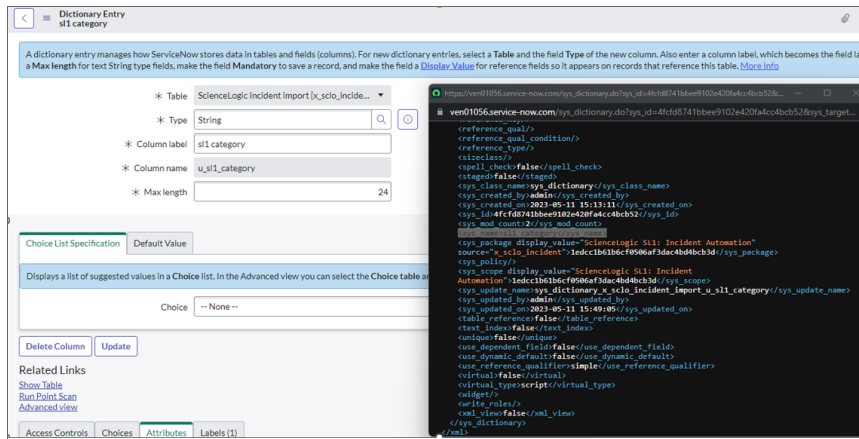 Dictionary Entry
sl1 category
A dictionary entry manages how ServiceNow stores data in tables and fields (columns). For new dictionary entries, select a Table and the field Type of the new column. Also enter a column label, which becomes the field la
a Max length for text String type fields, make the field Mandatory to save a record, and make the field a Display Value for reference fields so it appears on records that reference this table. More Info
Table
ScienceLogic Incident import [x_sclo_incide...
Type
String
Column label
sl1 category
Column name
u_sl1_category
Max length
24
Choice List Specification
Default Value
Displays a list of suggested values in a Choice list. In the Advanced view you can select the Choice table an
Choice
-- None --
Delete Column
Update
Related Links
Show Table
Run Point Scan
Advanced view
Access Controls
Choices
Attributes
Labels (1)
https://ven01056.service-now.com/sys_dictionary.do?sys_id=4fcfd8741bbee9102e420fa4cc4bcb52&...
ven01056.service-now.com/sys_dictionary.do?sys_id=4fcfd8741bbee9102e420fa4cc4bcb52&sys_target...
<reference_qual/>
<reference_qual_condition/>
<reference_type/>
<sizeclass/>
<spell_check>false</spell_check>
<staged>false</staged>
<sys_class_name>sys_dictionary</sys_class_name>
<sys_created_by>admin</sys_created_by>
<sys_created_on>2023-05-11 15:13:11</sys_created_on>
<sys_id>4fcfd8741bbee9102e420fa4cc4bcb52</sys_id>
<sys_mod_count>2</sys_mod_count>
<sys_name>sl1 category</sys_name>
<sys_package display_value="ScienceLogic SL1: Incident Automation"
source="x_sclo_incident">1edcc1b61b6cf0506af3dac4bd4bcb3d</sys_package>
<sys_policy/>
<sys_scope display_value="ScienceLogic SL1: Incident
Automation">1edcc1b61b6cf0506af3dac4bd4bcb3d</sys_scope>
<sys_update_name>sys_dictionary_x_sclo_incident_import_u_sl1_category</sys_update_name>
<sys_updated_by>admin</sys_updated_by>
<sys_updated_on>2023-05-11 15:49:05</sys_updated_on>
<table_reference>false</table_reference>
<text_index>false</text_index>
<unique>false</unique>
<use_dependent_field>false</use_dependent_field>
<use_dynamic_default>false</use_dynamic_default>
<use_reference_qualifier>simple</use_reference_qualifier>
<virtual>false</virtual>
<virtual_type>script</virtual_type>
<widget/>
<write_roles/>
<xml_view>false</xml_view>
</sys_dictionary>
</xml>